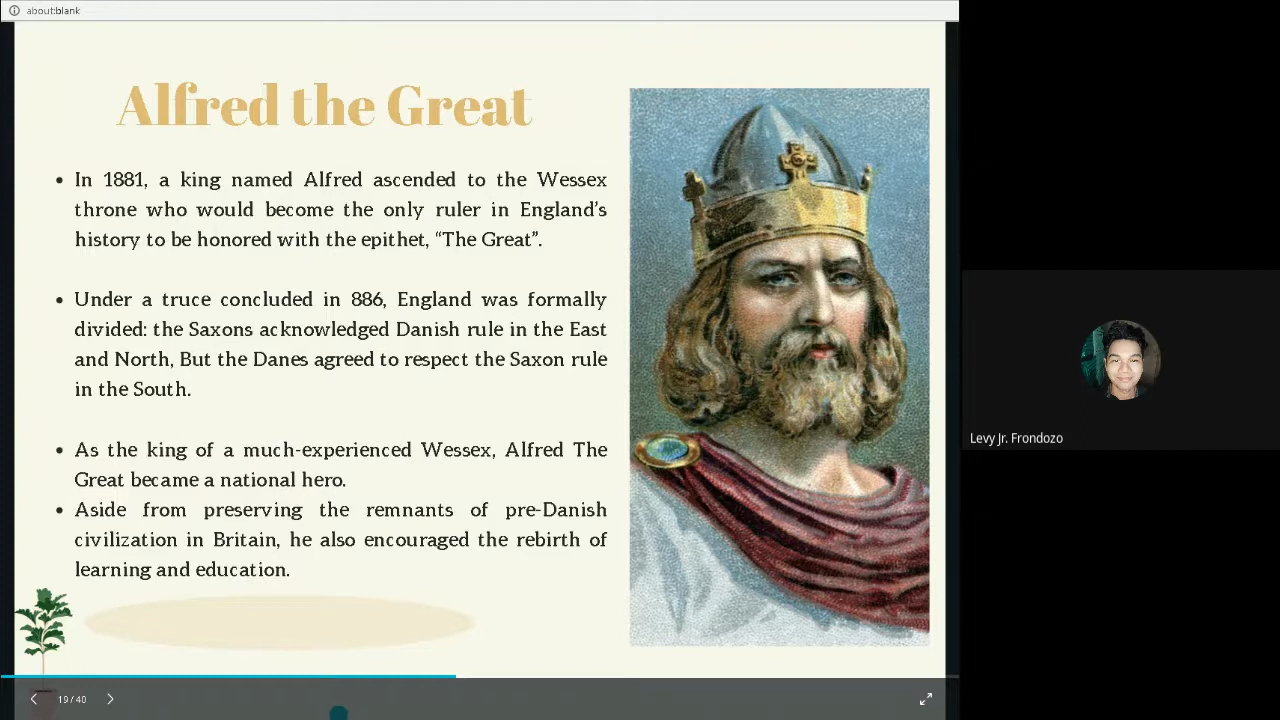 about:blank
Alfred the Great
In 1881, a king named Alfred ascended to the Wessex
throne who would become the only ruler in England's
history to be honored with the epithet, “The Great”.
Under a truce concluded in 886, England was formally
divided: the Saxons acknowledged Danish rule in the East
and North, But the Danes agreed to respect the Saxon rule
in the South.
As the king of a much-experienced Wessex, Alfred The
Great became a national hero.
Aside from preserving the remnants of pre-Danish
civilization in Britain, he also encouraged the rebirth of
learning and education.
19 / 40
Levy Jr. Frondozo